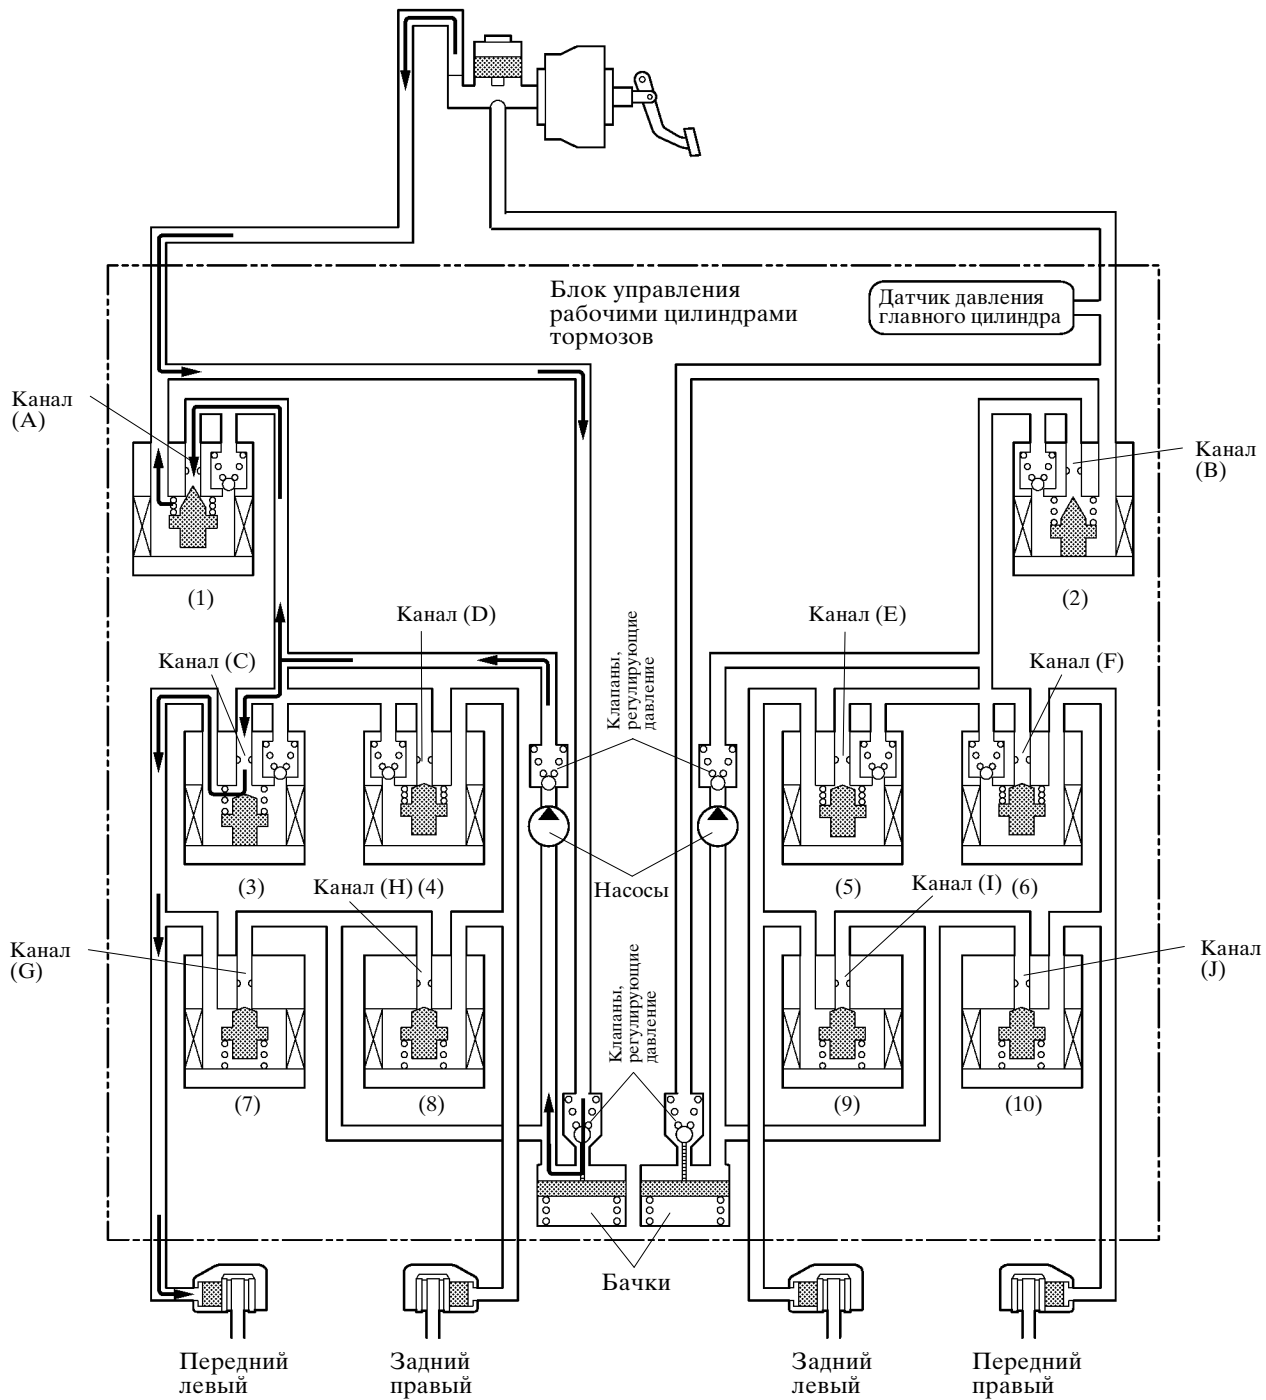 Блок управления
рабочими цилиндрами
тормозов
Датчик давления
главного цилиндра
Канал
(A)
Канал
(B)
(1)
(2)
Канал (D)
Канал (E)
Канал (C)
Клапаны,
регулирующие
давление
Канал (F)
(3)
Канал (H)
(4)
Насосы
(5)
Канал (I)
(6)
Канал
(G)
Клапаны,
регулирующие
давление
Канал
(J)
(7)
(8)
(9)
(10)
Бачки
Передний
левый
Задний
правый
Задний
левый
Передний
правый